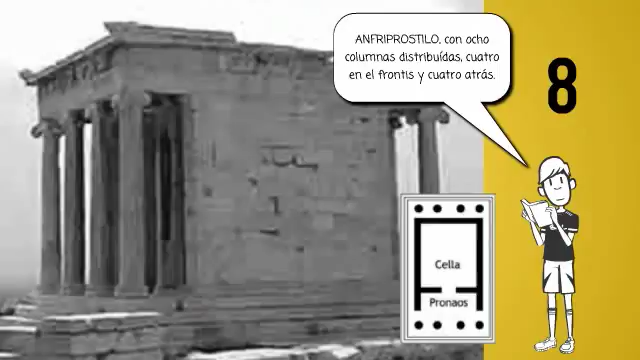 ANFRIPROSTILO, con ocho
columnas distribuídas, cuatro
en el frontis y cuatro atrás.
8
Cella
Pronaos